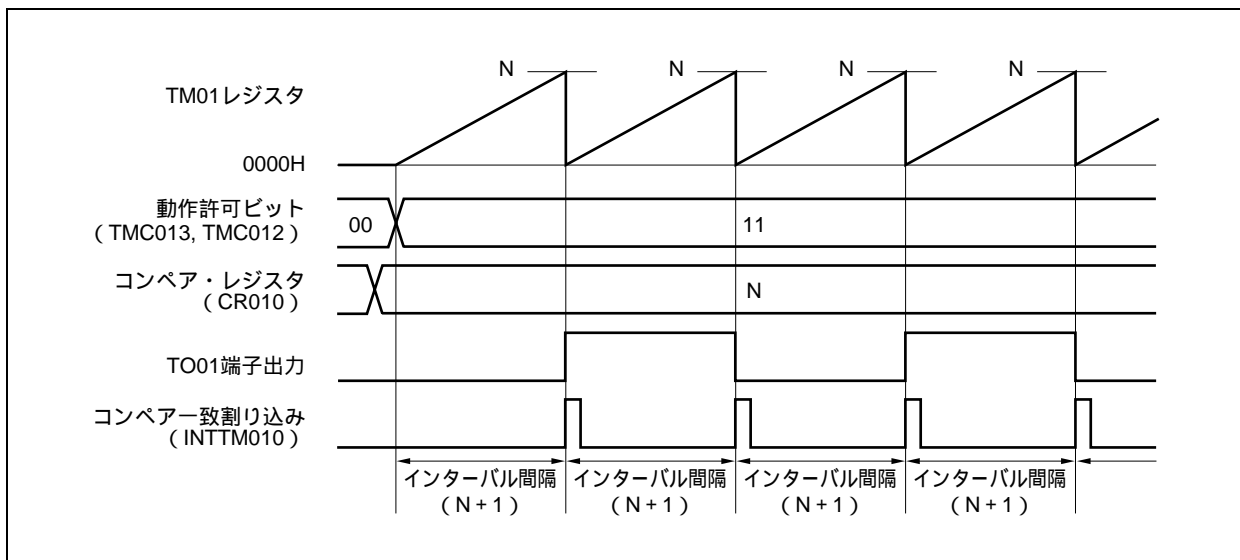 N N N N
TM01レジスタ
0000H
動作許可ビット
(TMC013, TMC012)
00 11
コンペア・レジスタ
(CR010)
N
TO01端子出力
コンペア一致割り込み
(INTTM010)
インターバル間隔 インターバル間隔 インターバル間隔 インターバル間隔
(N + 1) (N + 1) (N + 1) (N + 1)